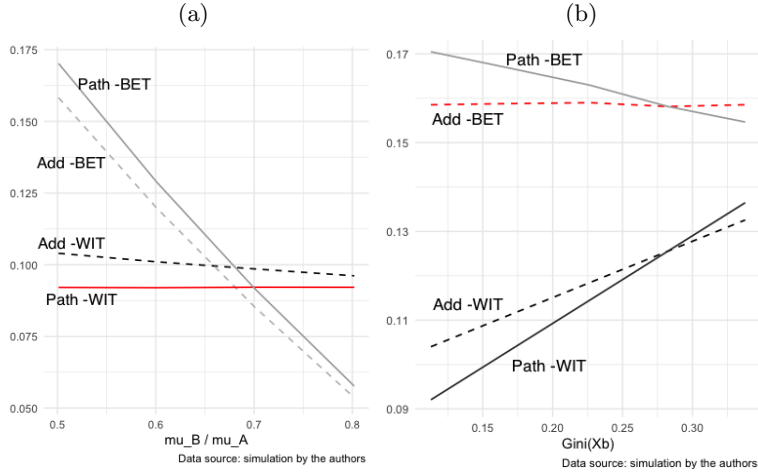 (a)
0.175
0.150
0.125
0.100
0.075
0.050
Path -BET
Add -BET
Add -WIT
Path -WIT
0.5 0.6 0.7 0.8
mu_B / mu_A
Data source: simulation by the authors
(b)
0.17
0.15
0.13
0.11
0.09
Path -BET
Add -BET
Add -WIT
Path -WIT
0.15 0.20 0.25 0.30
Gini(Xb)
Data source: simulation by the authors